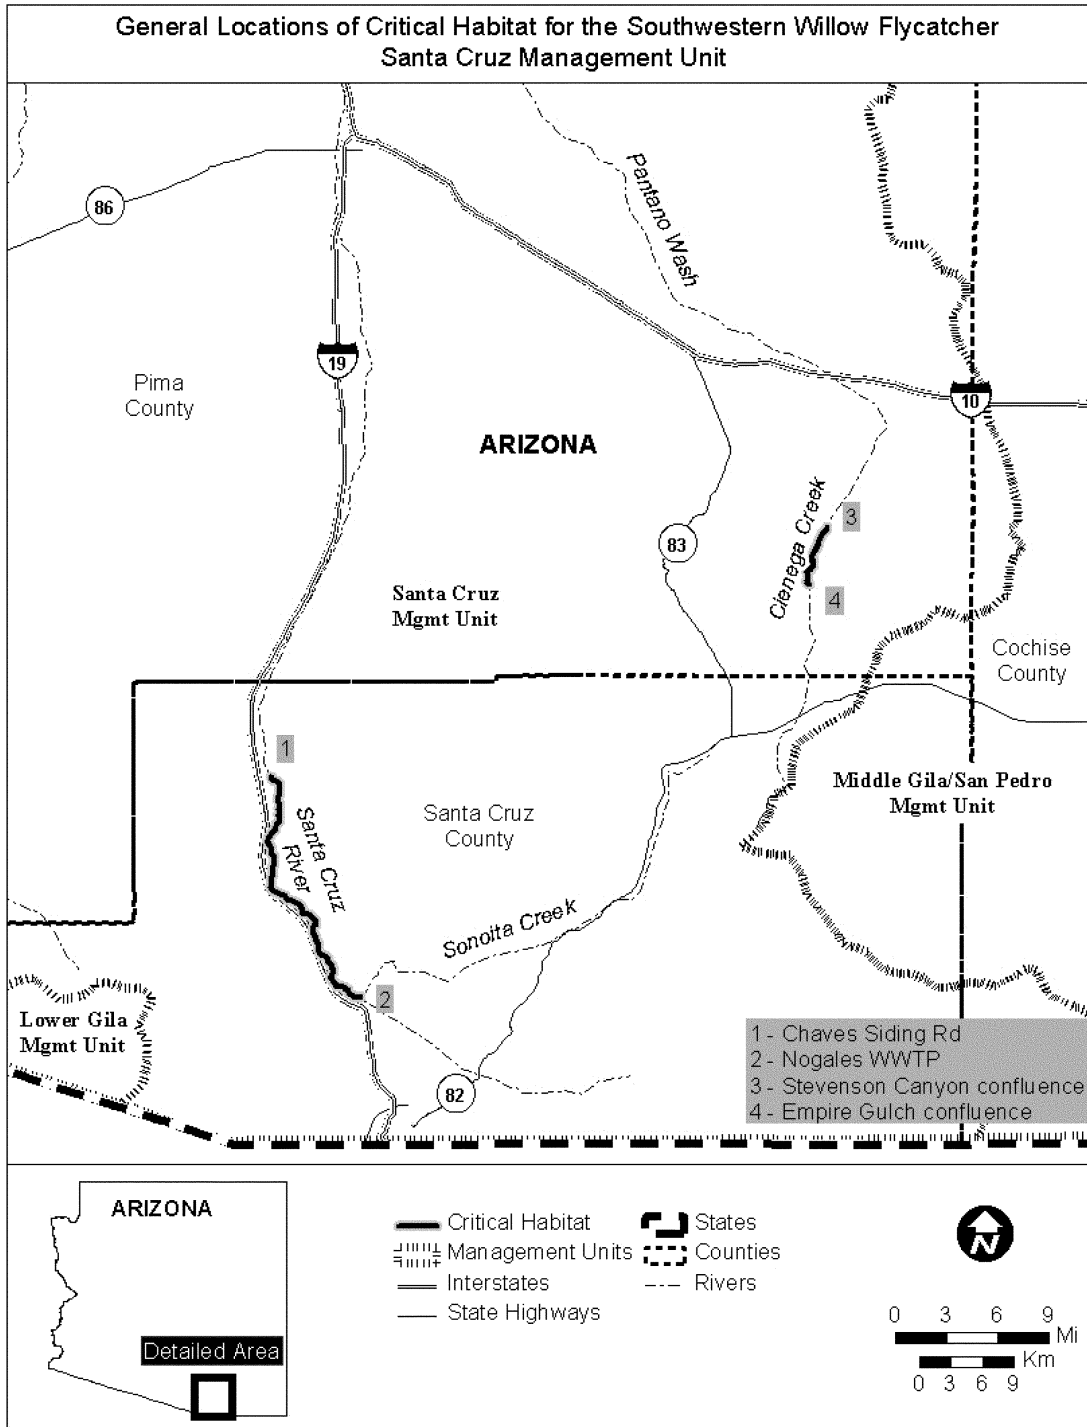 General Locations of Critical Habitat for the Southwestern Willow Flycatcher
Santa Cruz Management Unit
Pantano Wash
86
19
Pima
County
10
ARIZONA
Cienega Creek
3
83
4
Santa Cruz
Mgmt Unit
Cochise
County
1
Middle Gila/San Pedro
Mgmt Unit
Santa Cruz
River
Santa Cruz
County
Sonoita Creek
2
Lower Gila
Mgmt Unit
82
1 - Chaves Siding Rd
2 - Nogales WWTP
3 - Stevenson Canyon confluence
4 - Empire Gulch confluence
ARIZONA
Detailed Area
Critical Habitat
Management Units
Interstates
State Highways
States
Counties
Rivers
N
0 3 6 9
Mi
Km
0 3 6 9